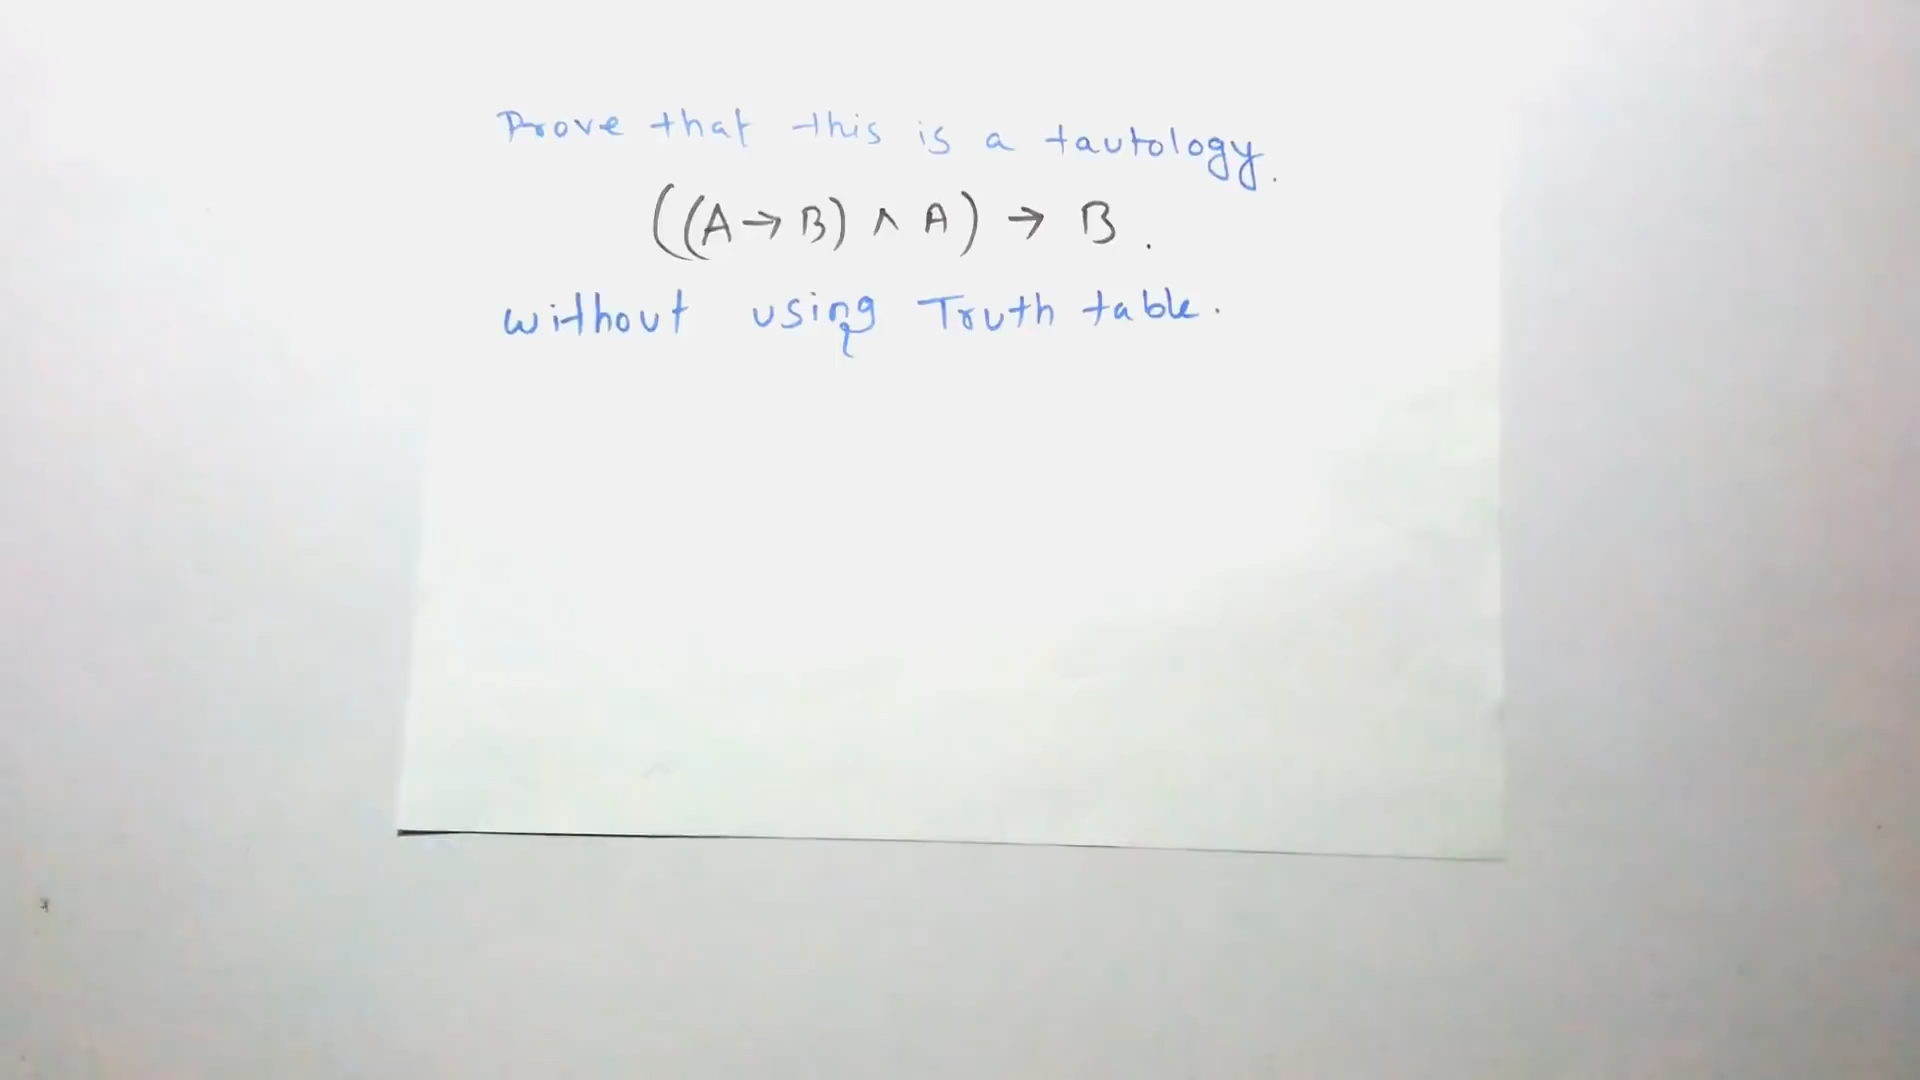 Prove that this is a tautology.
((A→B) ∧ A) → B.
without using Truth table.